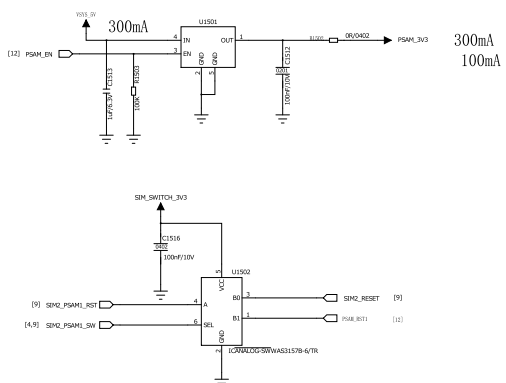 VSYS_5V
300mA
U1501
4 IN OUT 1
R1505 0R/0402 PSAM_3V3
300mA
100mA
[12] PSAM_EN 3 EN
GND GND
2 5
C1513
1uF/6.3V
R1503
100K
C1512
0201
100nF/10V
SIM_SWITCH_3V3
C1516
0402
100nF/10V
5
VCC
U1502
[9] SIM2_PSAM1_RST 4 A B0 3 SIM2_RESET [9]
[4,9] SIM2_PSAM1_SW 6 SEL B1 1 PSAM_RST1 [12]
GND
2
ICANALOG-SWWAS3157B-6/TR